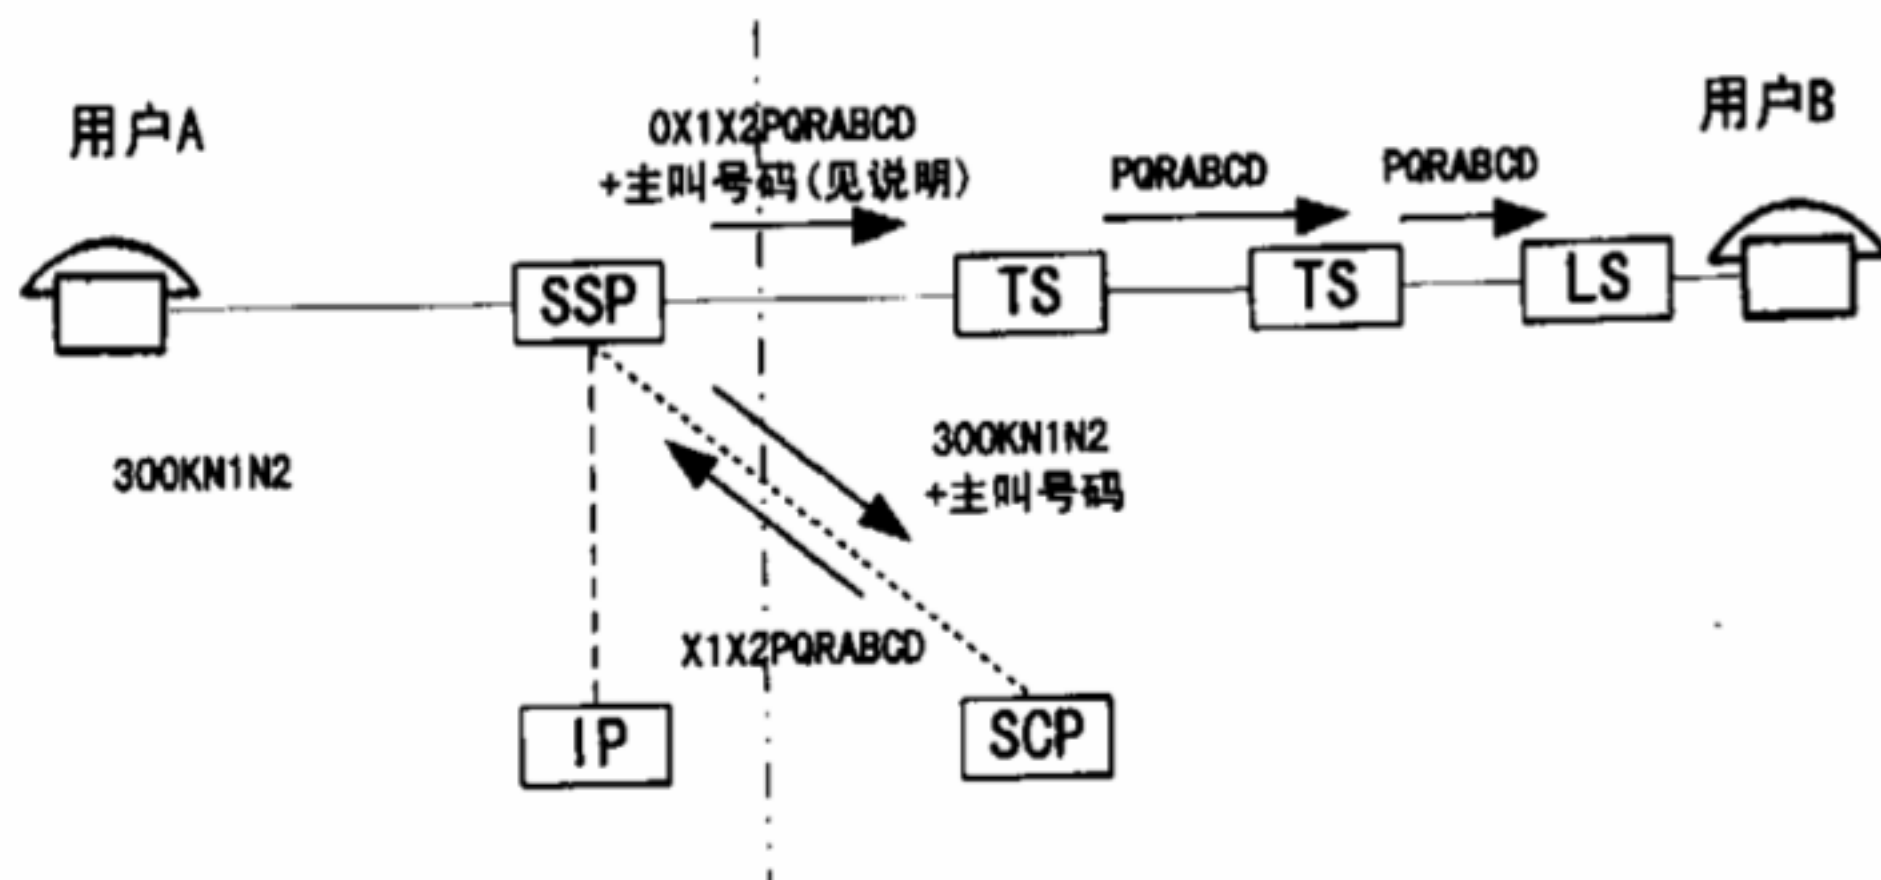 用户A
用户B
0X1X2PQRABCD
+主叫号码(见说明)
PQRABCD
PQRABCD
SSP
TS
TS
LS
300KN1N2
300KN1N2
+主叫号码
X1X2PQRABCD
IP
SCP